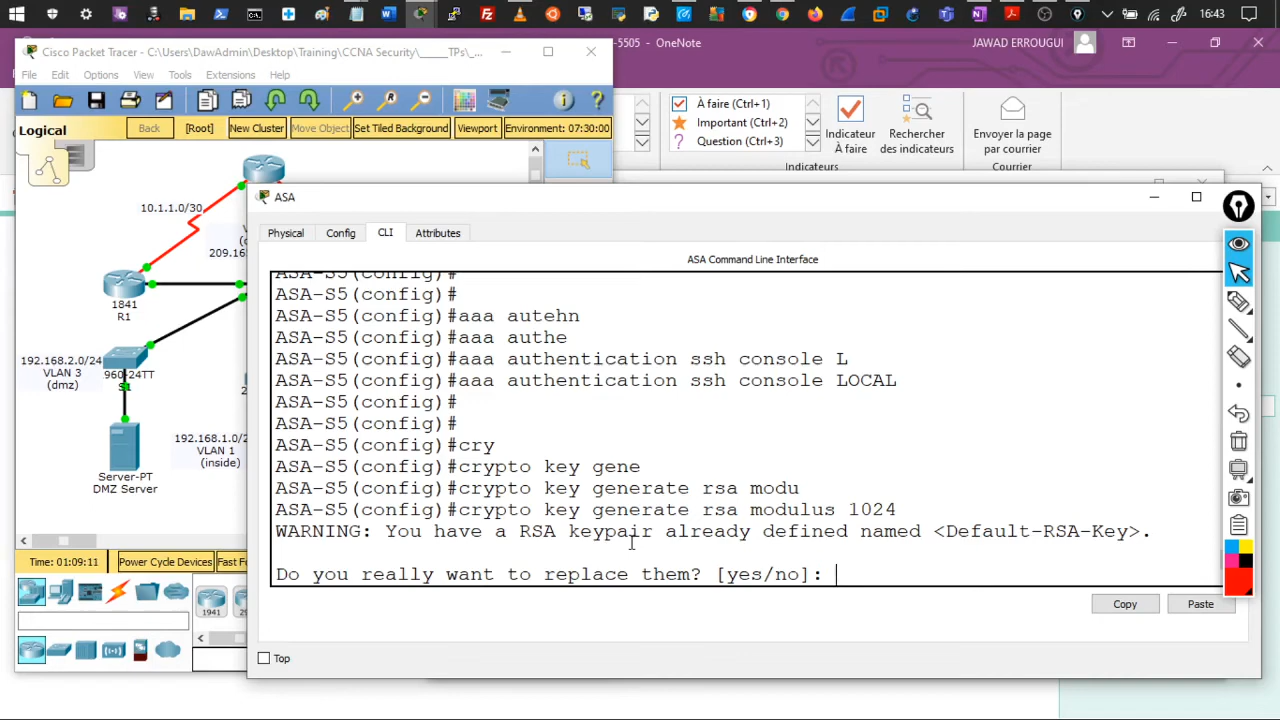 16:43
Cisco Packet Tracer - C:\Users\DawAdmin\Desktop\Training\CCNA Security\_____TPs\_...
-5505 - OneNote
JAWAD ERROUGUI
File Edit Options View Tools Extensions Help
À faire (Ctrl+1)
Important (Ctrl+2)
Question (Ctrl+3)
Indicateur
À faire
Rechercher
des indicateurs
Envoyer la page
par courrier
Indicateurs
Courrier
Logical
Back
[Root]
New Cluster
Move Object
Set Tiled Background
Viewport
Environment: 07:30:00
10.1.1.0/30
1841
R1
192.168.2.0/24
VLAN 3
(dmz)
960-24TT
S1
192.168.1.0/2
VLAN 1
(inside)
Server-PT
DMZ Server
Time: 01:09:11
Power Cycle Devices
Fast Fo
1941
ASA
Physical
Config
CLI
Attributes
ASA Command Line Interface
ASA-S5(config)#
ASA-S5(config)#
ASA-S5(config)#aaa autehn
ASA-S5(config)#aaa authe
ASA-S5(config)#aaa authentication ssh console L
ASA-S5(config)#aaa authentication ssh console LOCAL
ASA-S5(config)#
ASA-S5(config)#
ASA-S5(config)#cry
ASA-S5(config)#crypto key gene
ASA-S5(config)#crypto key generate rsa modu
ASA-S5(config)#crypto key generate rsa modulus 1024
WARNING: You have a RSA keypair already defined named <Default-RSA-Key>.
Do you really want to replace them? [yes/no]:
Copy
Paste
Top